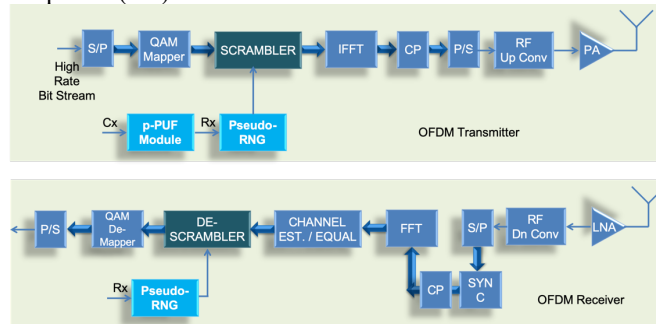 S/P
QAM
Mapper
SCRAMBLER
IFFT
CP
P/S
RF
Up Conv
PA
High
Rate
Bit Stream
Cx
p-PUF
Module
Rx
Pseudo-
RNG
OFDM Transmitter
P/S
QAM
De-
Mapper
DE-
SCRAMBLER
CHANNEL
EST. / EQUAL
FFT
S/P
RF
Dn Conv
LNA
Rx
Pseudo-
RNG
CP
SYN
C
OFDM Receiver